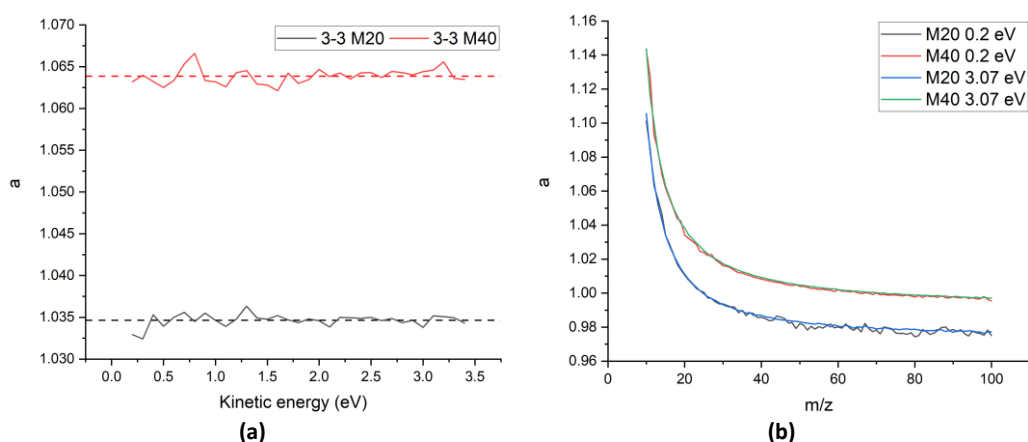 1.070
1.065
1.060
1.055
1.050
1.045
1.040
1.035
1.030
a
3-3 M20 3-3 M40
0.0 0.5 1.0 1.5 2.0 2.5 3.0 3.5
Kinetic energy (eV)
(a)
1.16
1.14
1.12
1.10
1.08
1.06
1.04
1.02
1.00
0.98
0.96
a
M20 0.2 eV
M40 0.2 eV
M20 3.07 eV
M40 3.07 eV
0 20 40 60 80 100
m/z
(b)